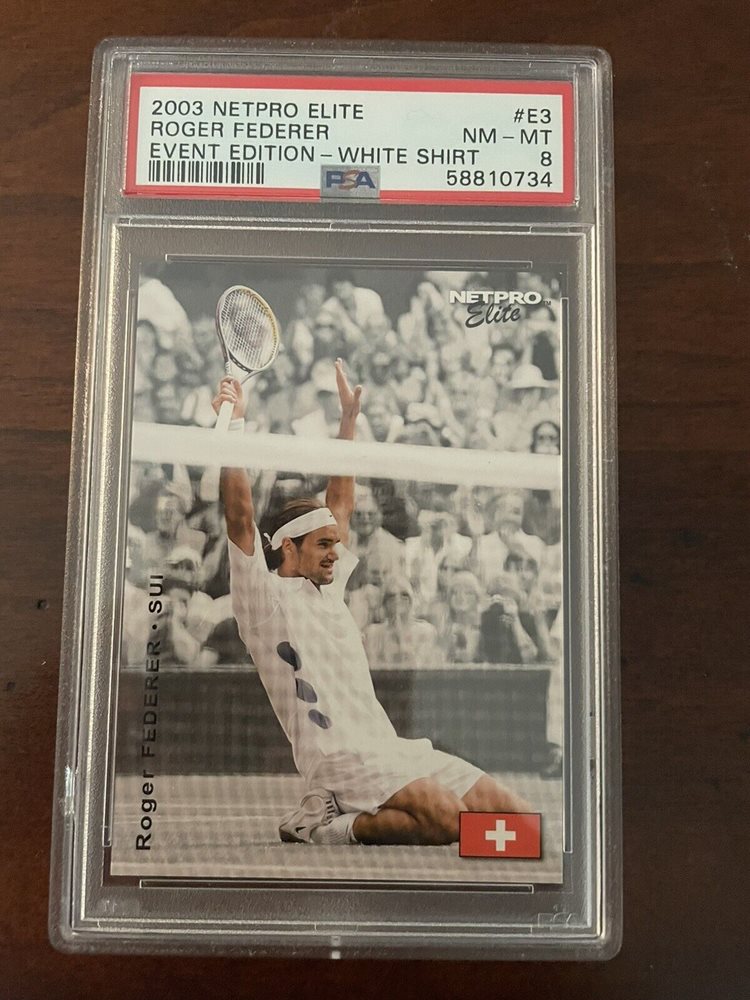 2003 NETPRO ELITE #E3
ROGER FEDERER NM - MT
EVENT EDITION - WHITE SHIRT 8
PSA 58810734
NETPRO™
Elite
Roger FEDERER • SUI